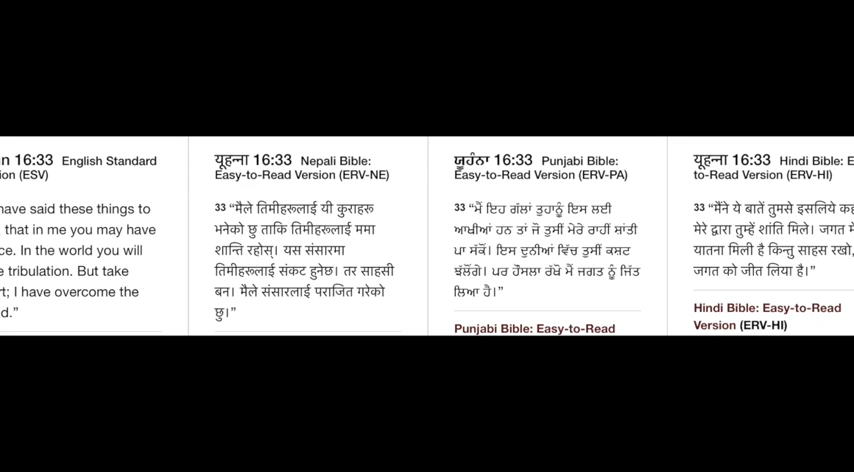 16:33 English Standard
(ESV)
have said these things to
that in me you may have
In the world you will
tribulation. But take
I have overcome the
यूहन्ना 16:33 Nepali Bible:
Easy-to-Read Version (ERV-NE)
33 “मैले तिमीहरूलाई यी कुराहरू
भनेको छु ताकि तिमीहरूलाई ममा
शान्ति रहोस्। यस संसारमा
तिमीहरूलाई संकट हुनेछ। तर साहसी
बन। मैले संसारलाई पराजित गरेको
छु।”
ਯੂਹੰਨਾ 16:33 Punjabi Bible:
Easy-to-Read Version (ERV-PA)
33 “ਮੈਂ ਇਹ ਗੱਲਾਂ ਤੁਹਾਨੂੰ ਇਸ ਲਈ
ਆਖੀਆਂ ਹਨ ਤਾਂ ਜੋ ਤੁਸੀਂ ਮੇਰੇ ਰਾਹੀਂ ਸ਼ਾਂਤੀ
ਪਾ ਸੱਕੋਂ। ਇਸ ਦੁਨੀਆਂ ਵਿੱਚ ਤੁਸੀਂ ਕਸ਼ਟ
ਝੱਲੋਂਗੇ। ਪਰ ਹੌਂਸਲਾ ਰੱਖੋ ਮੈਂ ਜਗਤ ਨੂੰ ਜਿੱਤ
ਲਿਆ ਹੈ।”
Punjabi Bible: Easy-to-Read
यूहन्ना 16:33 Hindi Bible:
to-Read Version (ERV-HI)
33 “मैंने ये बातें तुमसे इसलिये
मेरे द्वारा तुम्हें शांति मिले। जगत
यातना मिली है किन्तु साहस रखो,
जगत को जीत लिया है।”
Hindi Bible: Easy-to-Read
Version (ERV-HI)